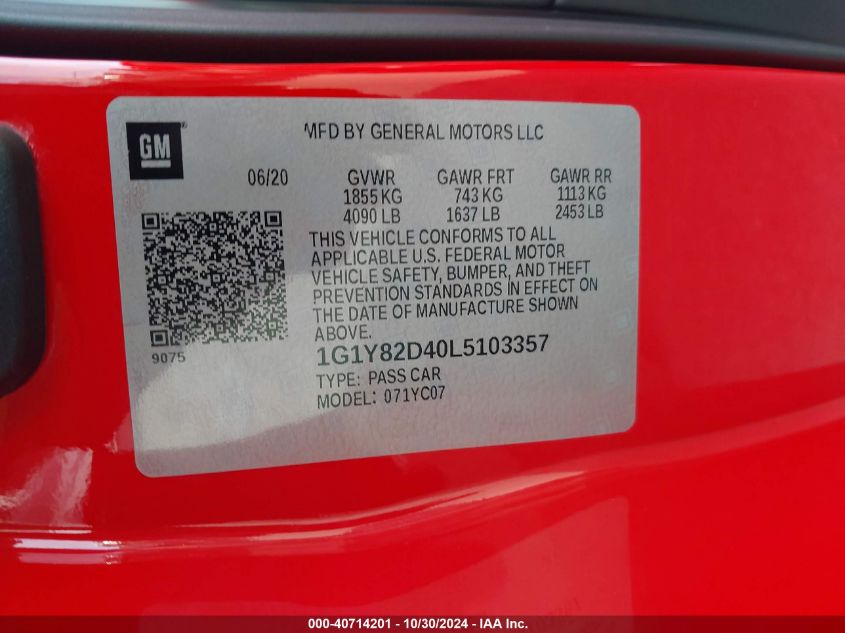 GM
MFD BY GENERAL MOTORS LLC
06/20
GVWR GAWR FRT GAWR RR
1855 KG 743 KG 1113 KG
4090 LB 1637 LB 2453 LB
THIS VEHICLE CONFORMS TO ALL
APPLICABLE U.S. FEDERAL MOTOR
VEHICLE SAFETY, BUMPER, AND THEFT
PREVENTION STANDARDS IN EFFECT ON
THE DATE OF MANUFACTURE SHOWN
ABOVE.
9075
1G1Y82D40L5103357
TYPE: PASS CAR
MODEL: 071YC07
000-40714201 - 10/30/2024 - Copyright © 2024 IAA, Inc.